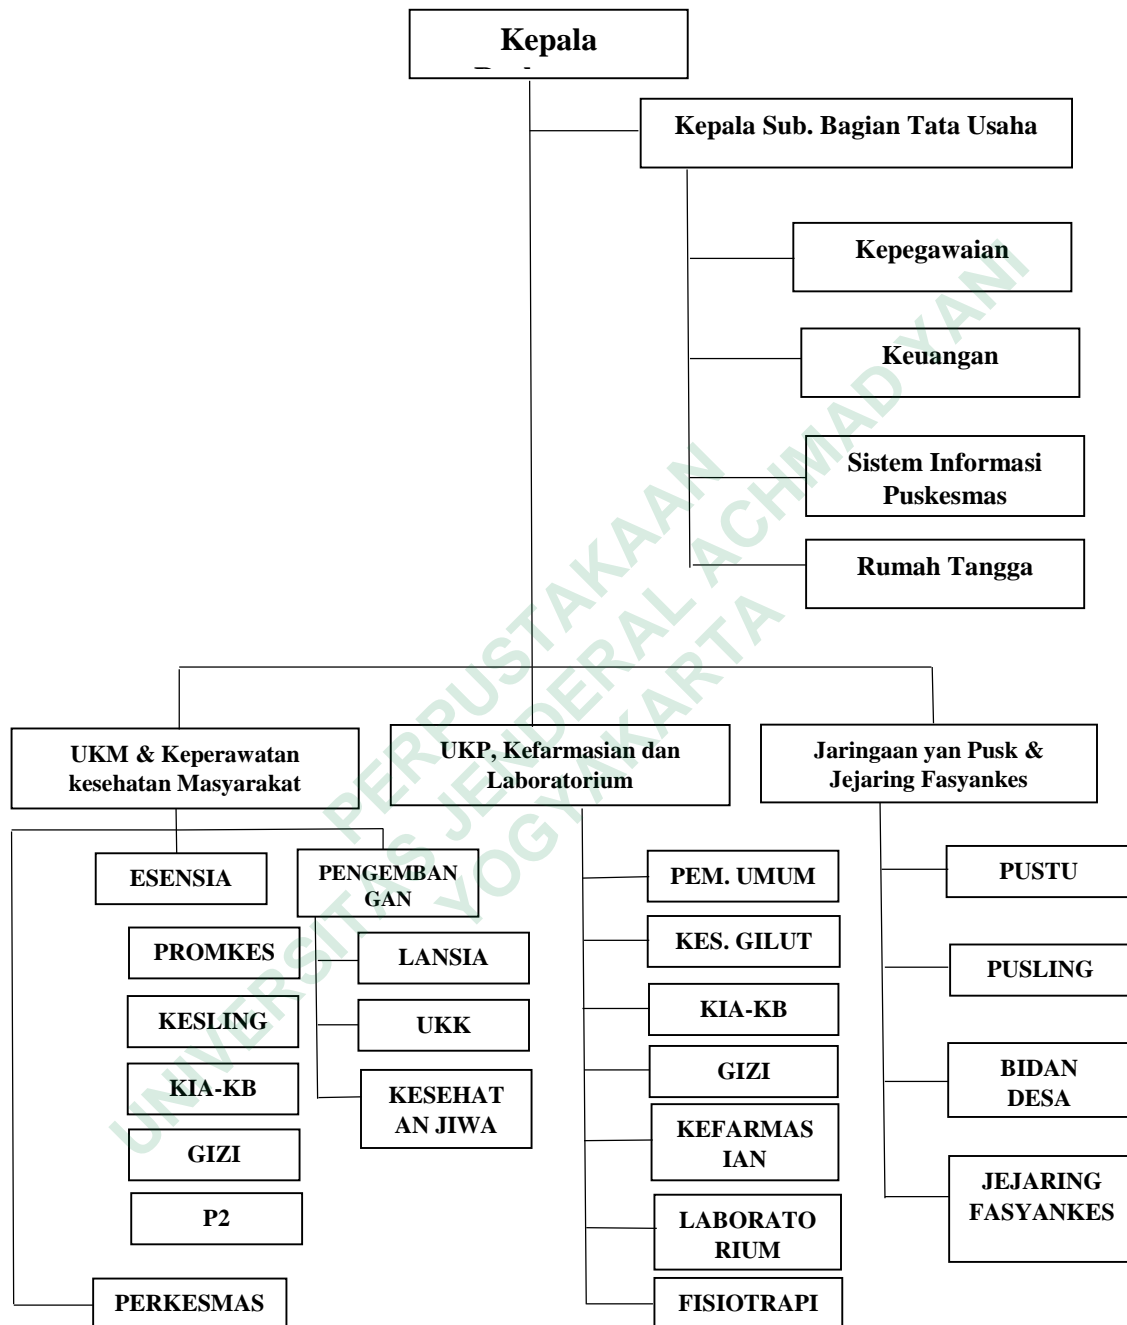 Kepala
Kepala Sub. Bagian Tata Usaha
Kepegawaian
Keuangan
Sistem Informasi
Puskesmas
Rumah Tangga
UKM & Keperawatan
kesehatan Masyarakat
UKP, Kefarmasian dan
Laboratorium
Jaringaan yan Pusk &
Jejaring Fasyankes
ESENSIA
PROMKES
KESLING
KIA-KB
GIZI
P2
PERKESMAS
PENGEMBAN
GAN
LANSIA
UKK
KESEHAT
AN JIWA
PEM. UMUM
KES. GILUT
KIA-KB
GIZI
KEFARMAS
IAN
LABORATO
RIUM
FISIOTRAPI
PUSTU
PUSLING
BIDAN
DESA
JEJARING
FASYANKES
PERPUSTAKAAN
UNIVERSITAS JENDERAL ACHMAD YANI
YOGYAKARTA